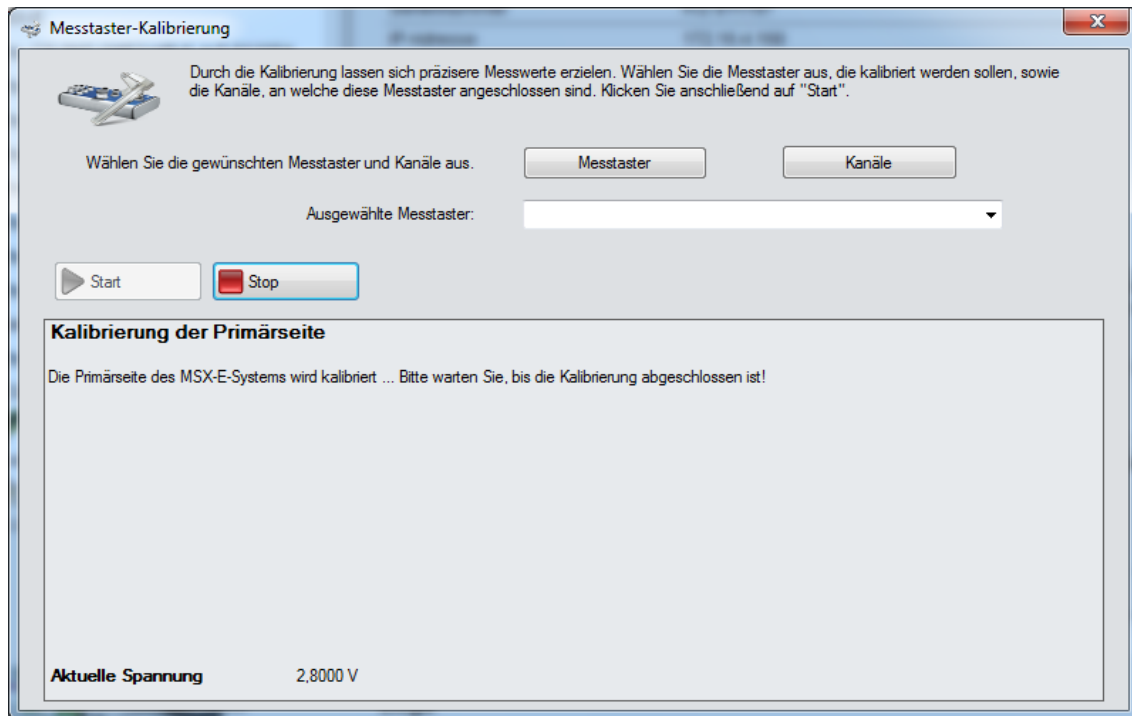 Messtaster-Kalibrierung
Durch die Kalibrierung lassen sich präzisere Messwerte erzielen. Wählen Sie die Messtaster aus, die kalibriert werden sollen, sowie
die Kanäle, an welche diese Messtaster angeschlossen sind. Klicken Sie anschließend auf "Start".
Wählen Sie die gewünschten Messtaster und Kanäle aus. Messtaster Kanäle
Ausgewählte Messtaster:
Start Stop
Kalibrierung der Primärseite
Die Primärseite des MSX-E-Systems wird kalibriert ... Bitte warten Sie, bis die Kalibrierung abgeschlossen ist!
Aktuelle Spannung 2,8000 V